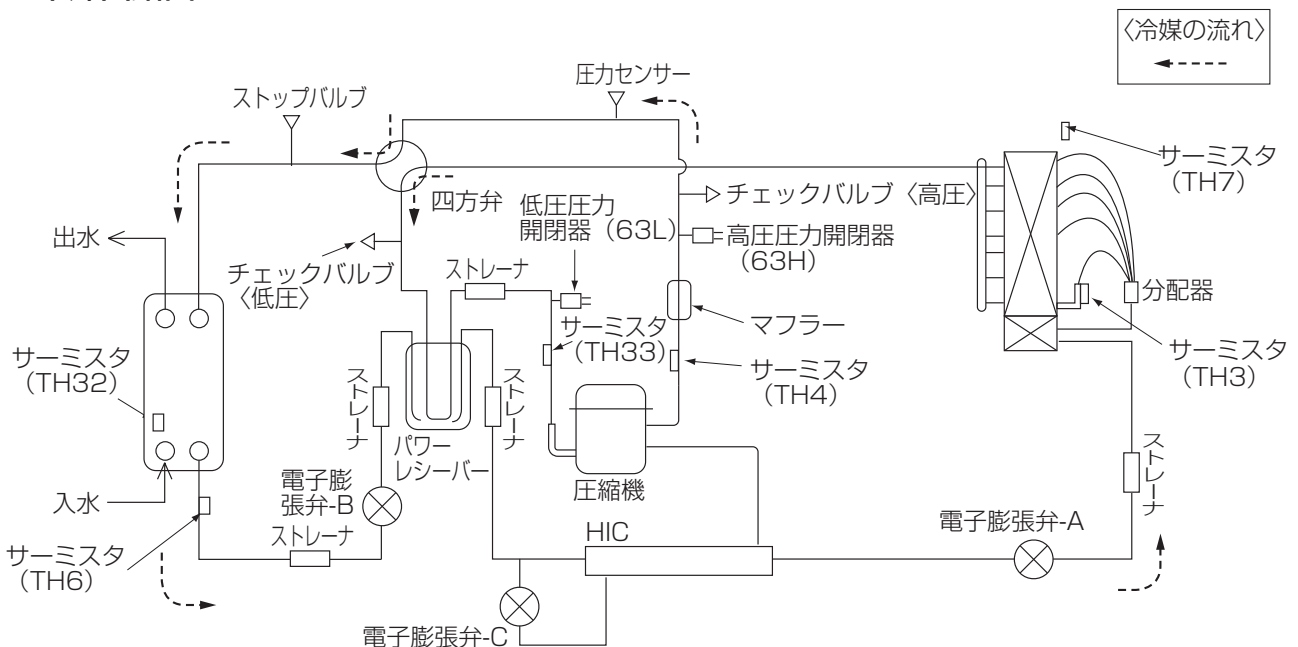 〈冷媒の流れ〉
圧力センサー
ストップバルブ
サーミスタ
(TH7)
四方弁
低圧圧力
開閉器(63L)
チェックバルブ〈高圧〉
高圧圧力開閉器
(63H)
出水
チェックバルブ
〈低圧〉
ストレーナ
分配器
マフラー
サーミスタ
(TH33)
サーミスタ
(TH32)
サーミスタ
(TH3)
サーミスタ
(TH4)
ストレーナ
ストレーナ
パワー
レシーバー
ストレーナ
圧縮機
電子膨
張弁-B
入水
電子膨張弁-A
HIC
ストレーナ
サーミスタ
(TH6)
電子膨張弁-C